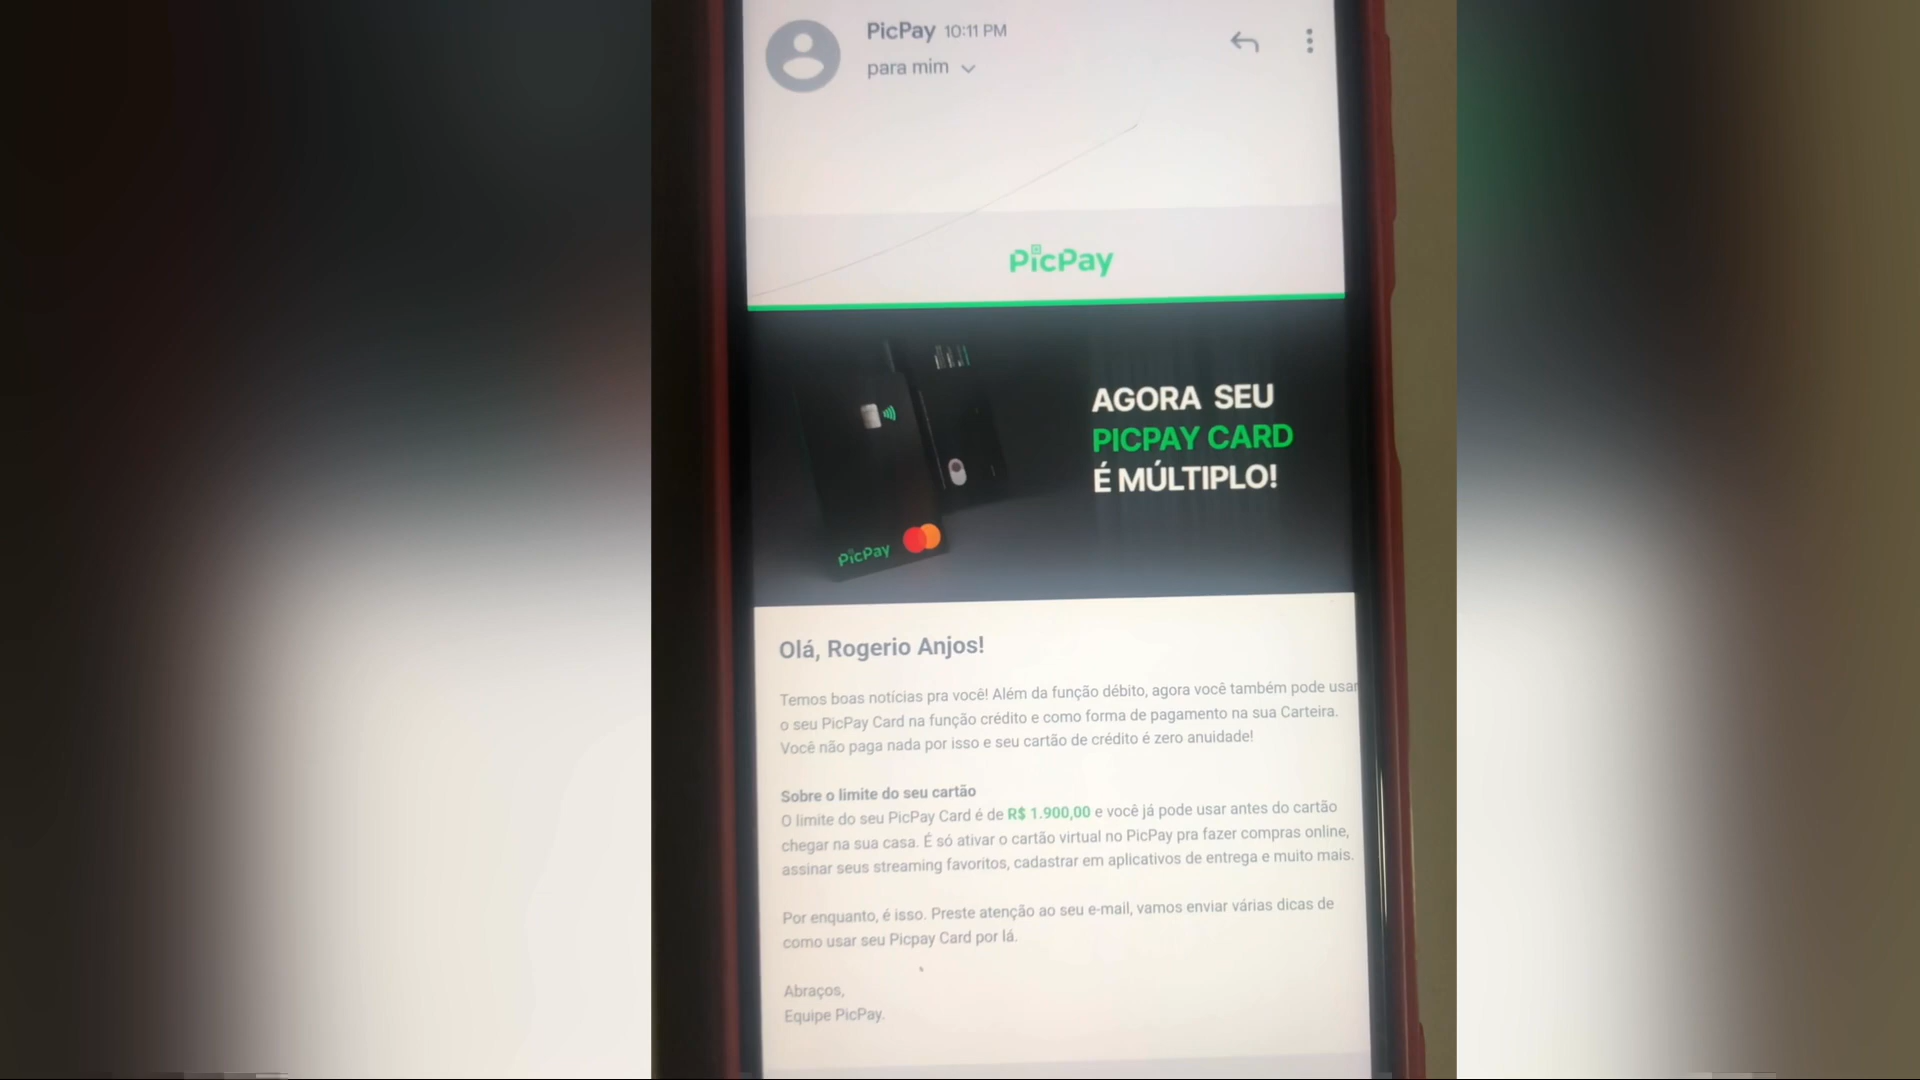 PicPay 10:11 PM
para mim
PicPay
AGORA SEU
PICPAY CARD
É MÚLTIPLO!
PicPay
Olá, Rogerio Anjos!
Temos boas notícias pra você! Além da função débito, agora você também pode usar
o seu PicPay Card na função crédito e como forma de pagamento na sua Carteira.
Você não paga nada por isso e seu cartão de crédito é zero anuidade!
Sobre o limite do seu cartão
O limite do seu PicPay Card é de R$ 1.900,00 e você já pode usar antes do cartão
chegar na sua casa. É só ativar o cartão virtual no PicPay pra fazer compras online,
assinar seus streaming favoritos, cadastrar em aplicativos de entrega e muito mais.
Por enquanto, é isso. Preste atenção ao seu e-mail, vamos enviar várias dicas de
como usar seu Picpay Card por lá.
Abraços,
Equipe PicPay.